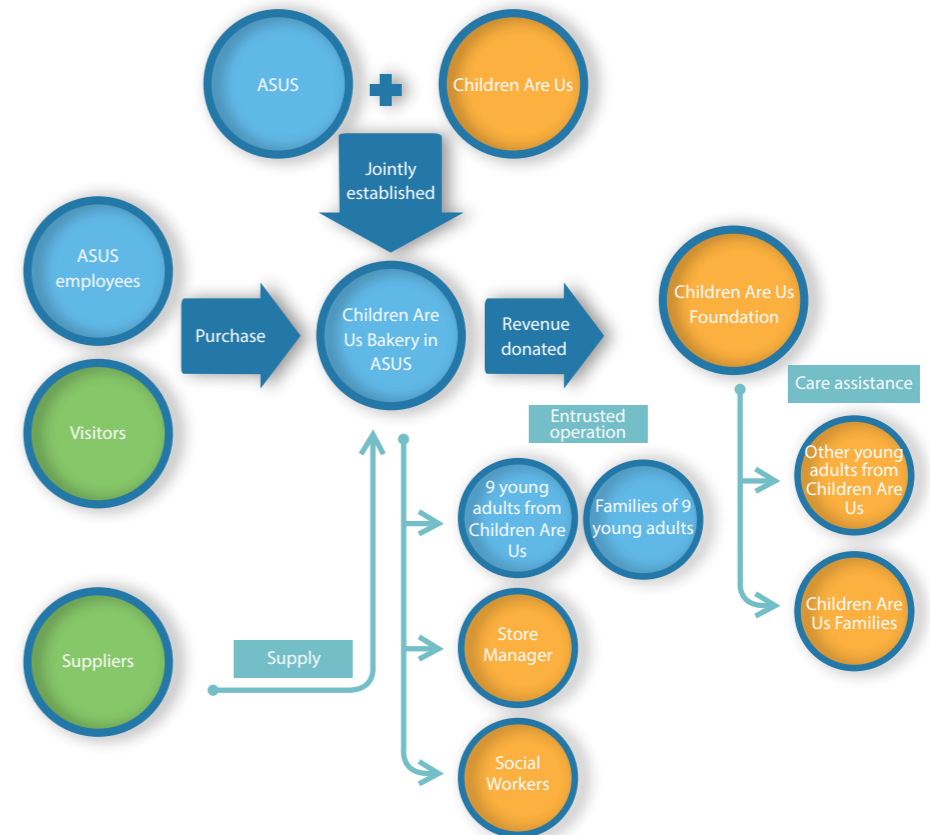 ASUS
Children Are Us
Jointly
established
ASUS
employees
Visitors
Purchase
Children Are
Us Bakery in
ASUS
Revenue
donated
Children Are Us
Foundation
Care assistance
Other young
adults from
Children Are
Us
Children Are
Us Families
Entrusted
operation
9 young
adults from
Children Are
Us
Families of 9
young adults
Store
Manager
Social
Workers
Suppliers
Supply